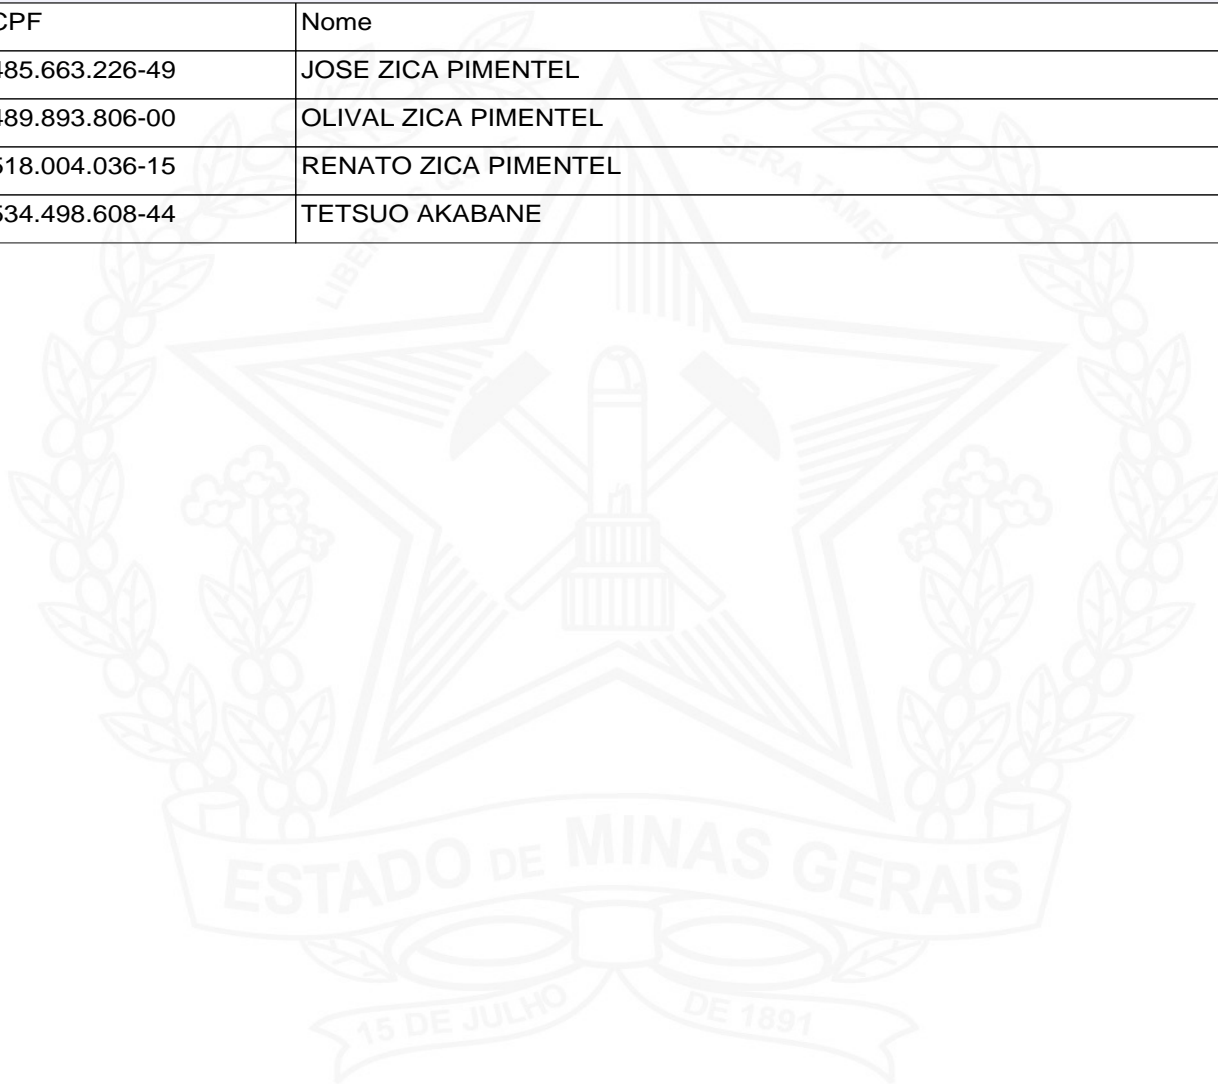 CPF Nome
485.663.226-49 JOSE ZICA PIMENTEL
489.893.806-00 OLIVAL ZICA PIMENTEL
518.004.036-15 RENATO ZICA PIMENTEL
534.498.608-44 TETSUO AKABANE
LIBERTAS QUAE SERA TAMEN
ESTADO DE MINAS GERAIS
15 DE JULHO DE 1891